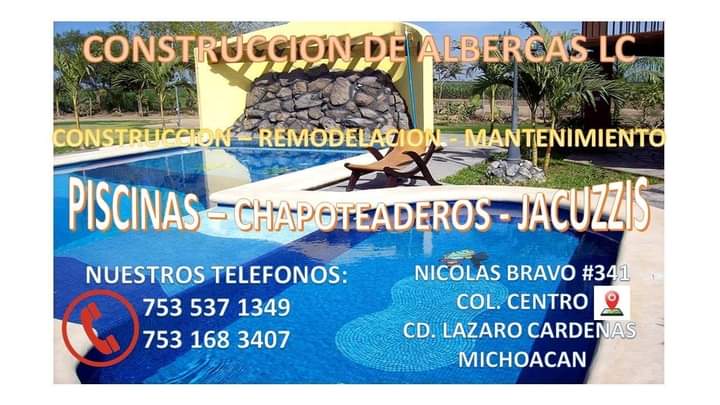 CONSTRUCCION DE ALBERCAS LC
CONSTRUCCION – REMODELACION - MANTENIMIENTO
PISCINAS – CHAPOTEADEROS - JACUZZIS
NUESTROS TELEFONOS:
753 537 1349
753 168 3407
NICOLAS BRAVO #341
COL. CENTRO
CD. LAZARO CARDENAS
MICHOACAN